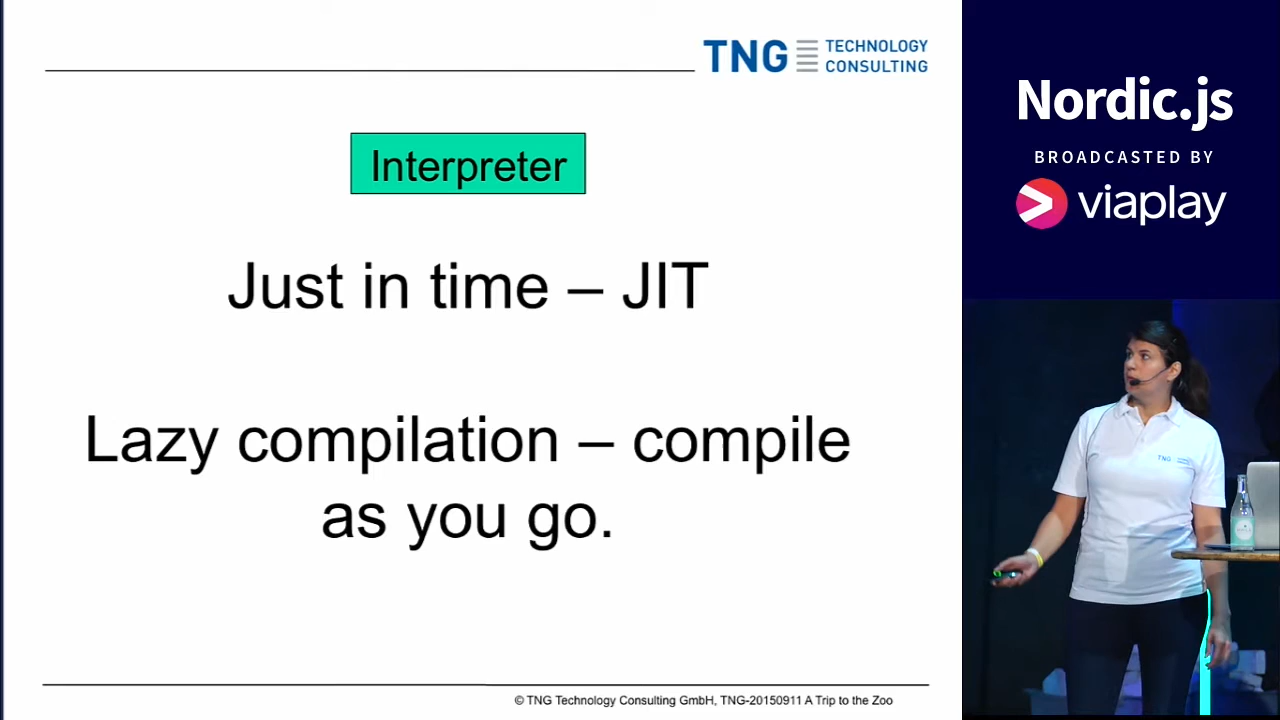 TNG TECHNOLOGY
CONSULTING
Interpreter
Just in time – JIT
Lazy compilation – compile
as you go.
© TNG Technology Consulting GmbH, TNG-20150911 A Trip to the Zoo
Nordic.js
BROADCASTED BY
viaplay
TNG